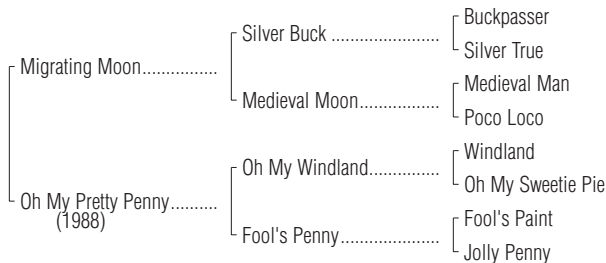 Buckpasser
Silver Buck ....................
Silver True
Migrating Moon..............
Medieval Man
Medieval Moon...............
Poco Loco
Windland
Oh My Windland.............
Oh My Sweetie Pie
Oh My Pretty Penny.........
(1988)
Fool's Paint
Fool's Penny..................
Jolly Penny